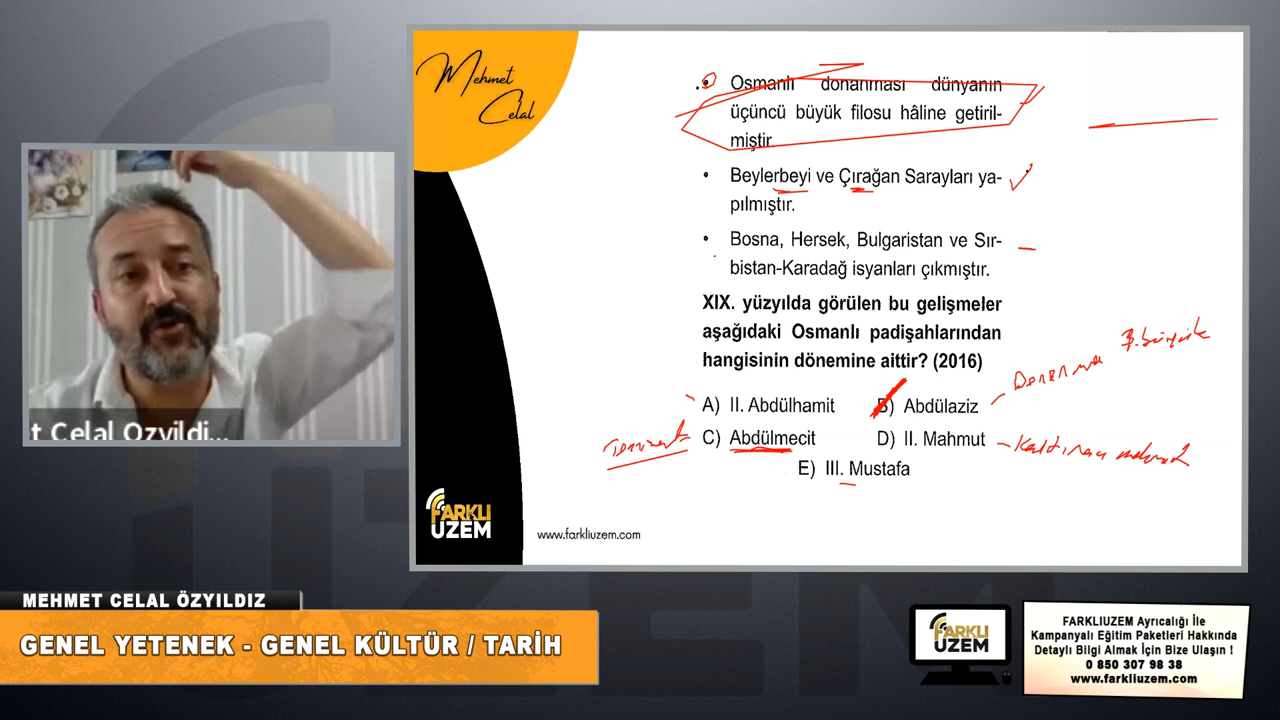 Mehmet
Celal
• Osmanlı donanması dünyanın
üçüncü büyük filosu hâline getiril-
miştir.
• Beylerbeyi ve Çırağan Sarayları ya-
pılmıştır.
• Bosna, Hersek, Bulgaristan ve Sır-
bistan-Karadağ isyanları çıkmıştır.
XIX. yüzyılda görülen bu gelişmeler
aşağıdaki Osmanlı padişahlarından
hangisinin dönemine aittir? (2016)
A) II. Abdülhamit B) Abdülaziz
C) Abdülmecit D) II. Mahmut
E) III. Mustafa
t Celal Ozyildi...
FARKLI
UZEM
www.farkliuzem.com
MEHMET CELAL ÖZYILDIZ
GENEL YETENEK - GENEL KÜLTÜR / TARİH
FARKLI
UZEM
FARKLIUZEM Ayrıcalığı İle
Kampanyalı Eğitim Paketleri Hakkında
Detaylı Bilgi Almak İçin Bize Ulaşın !
0 850 307 98 38
www.farkliuzem.com